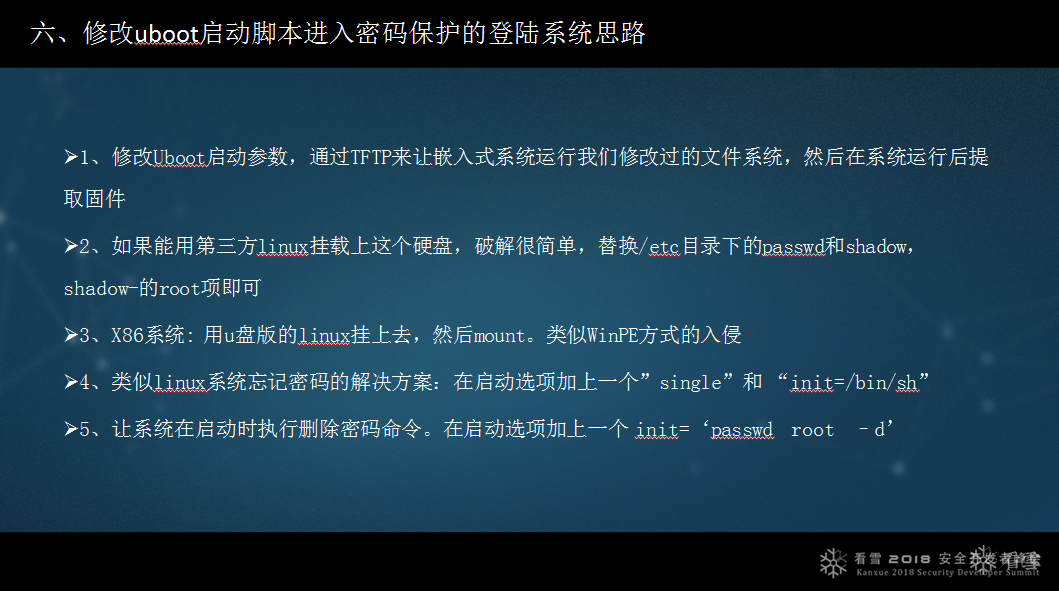 六、修改uboot启动脚本进入密码保护的登陆系统思路
➢1、修改Uboot启动参数，通过TFTP来让嵌入式系统运行我们修改过的文件系统，然后在系统运行后提
取固件
➢2、如果能用第三方linux挂载上这个硬盘，破解很简单，替换/etc目录下的passwd和shadow，
shadow-的root项即可
➢3、X86系统: 用u盘版的linux挂上去，然后mount。类似WinPE方式的入侵
➢4、类似linux系统忘记密码的解决方案: 在启动选项加上一个”single”和 “init=/bin/sh”
➢5、让系统在启动时执行删除密码命令。在启动选项加上一个 init=‘passwd root –d’
看雪 2018 安全开发者峰会
Kanxue 2018 Security Developer Summit
看雪